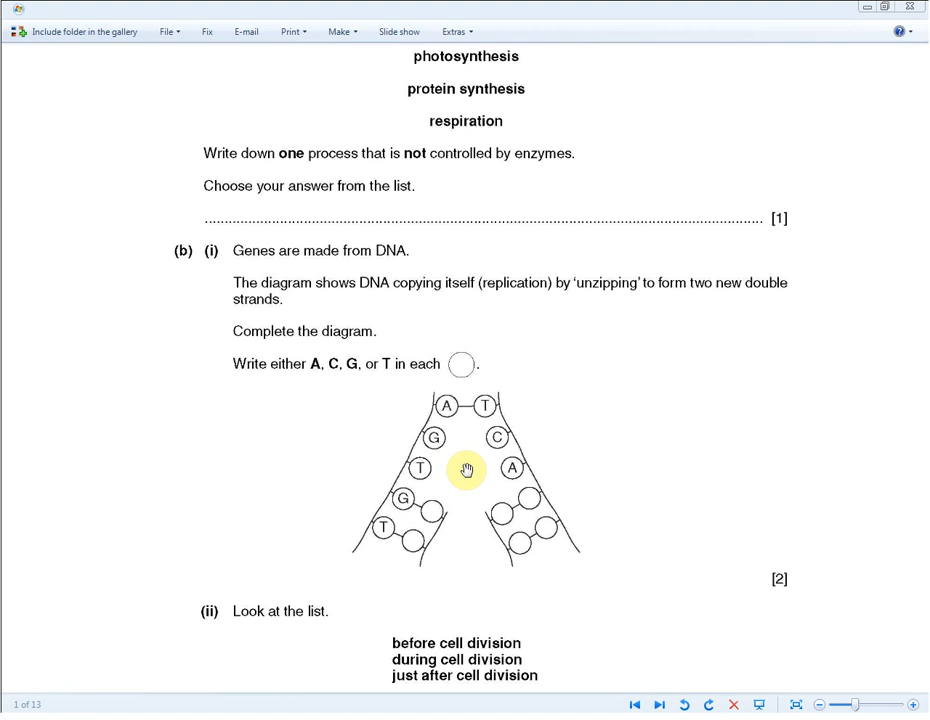 Include folder in the gallery File Fix E-mail Print Make Slide show Extras
photosynthesis
protein synthesis
respiration
Write down one process that is not controlled by enzymes.
Choose your answer from the list.
.......................................................................................................................................... [1]
(b) (i) Genes are made from DNA.
The diagram shows DNA copying itself (replication) by ‘unzipping’ to form two new double
strands.
Complete the diagram.
Write either A, C, G, or T in each .
A T
G C
T A
G
T
[2]
(ii) Look at the list.
before cell division
during cell division
just after cell division
1 of 13